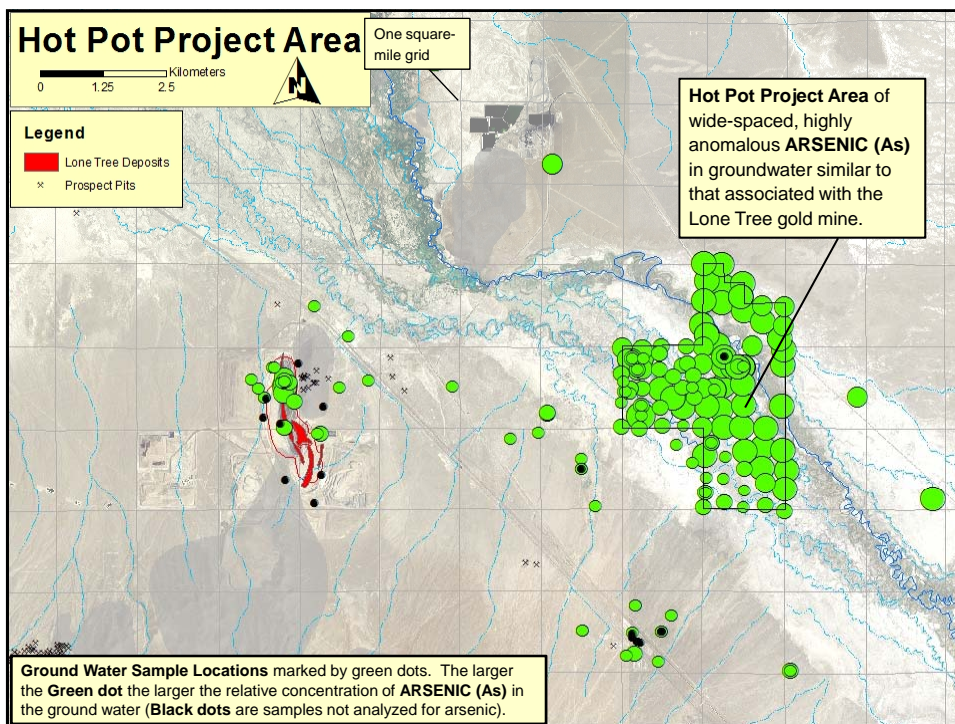 Hot Pot Project Area
Kilometers
0 1.25 2.5
N
Legend
Lone Tree Deposits
Prospect Pits
One square-
mile grid
Hot Pot Project Area of
wide-spaced, highly
anomalous ARSENIC (As)
in groundwater similar to
that associated with the
Lone Tree gold mine.
Ground Water Sample Locations marked by green dots. The larger
the Green dot the larger the relative concentration of ARSENIC (As) in
the ground water (Black dots are samples not analyzed for arsenic).